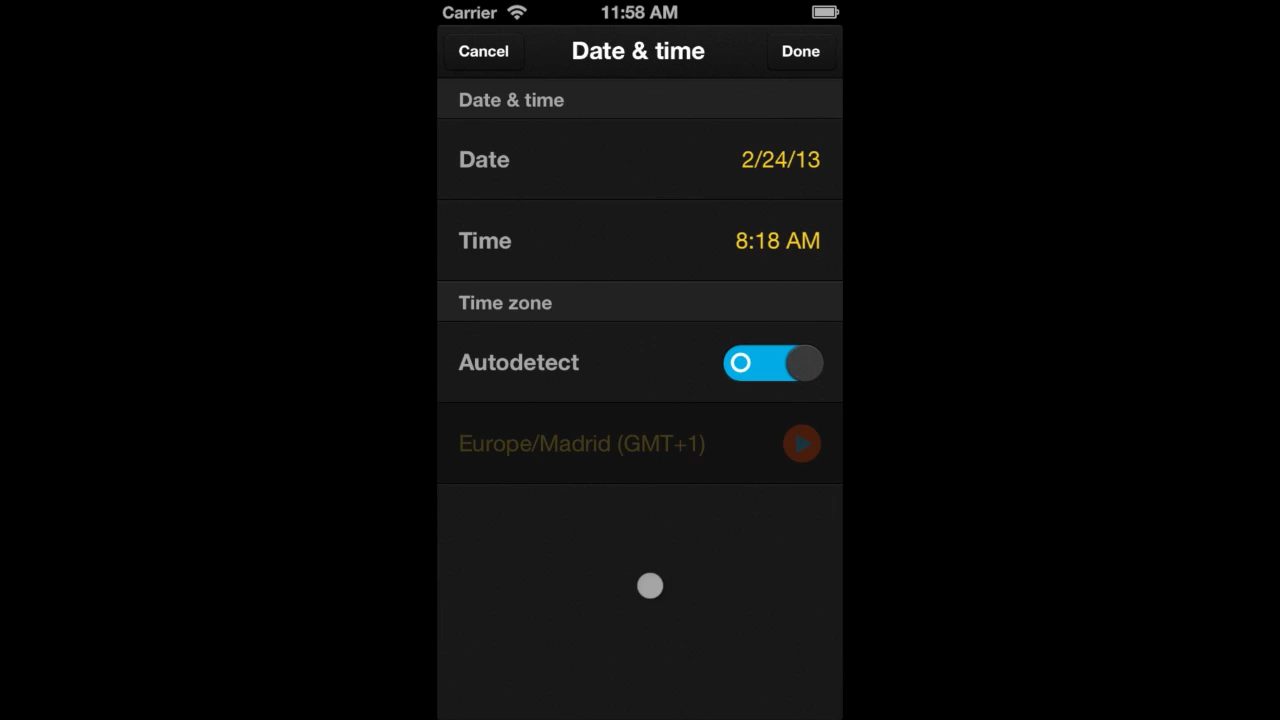 Carrier 11:58 AM
Cancel Date & time Done
Date & time
Date 2/24/13
Time 8:18 AM
Time zone
Autodetect
Europe/Madrid (GMT+1)